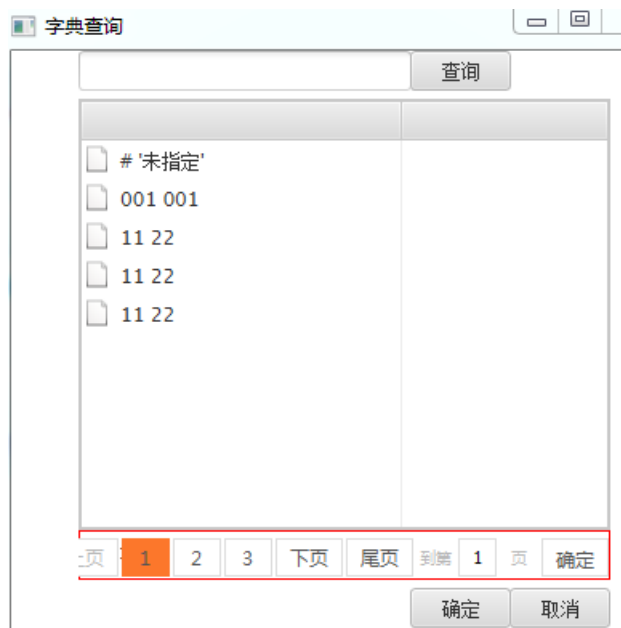 字典查询
查询
# '未指定'
001 001
11 22
11 22
11 22
页 1 2 3 下页 尾页 到第 1 页 确定
确定 取消